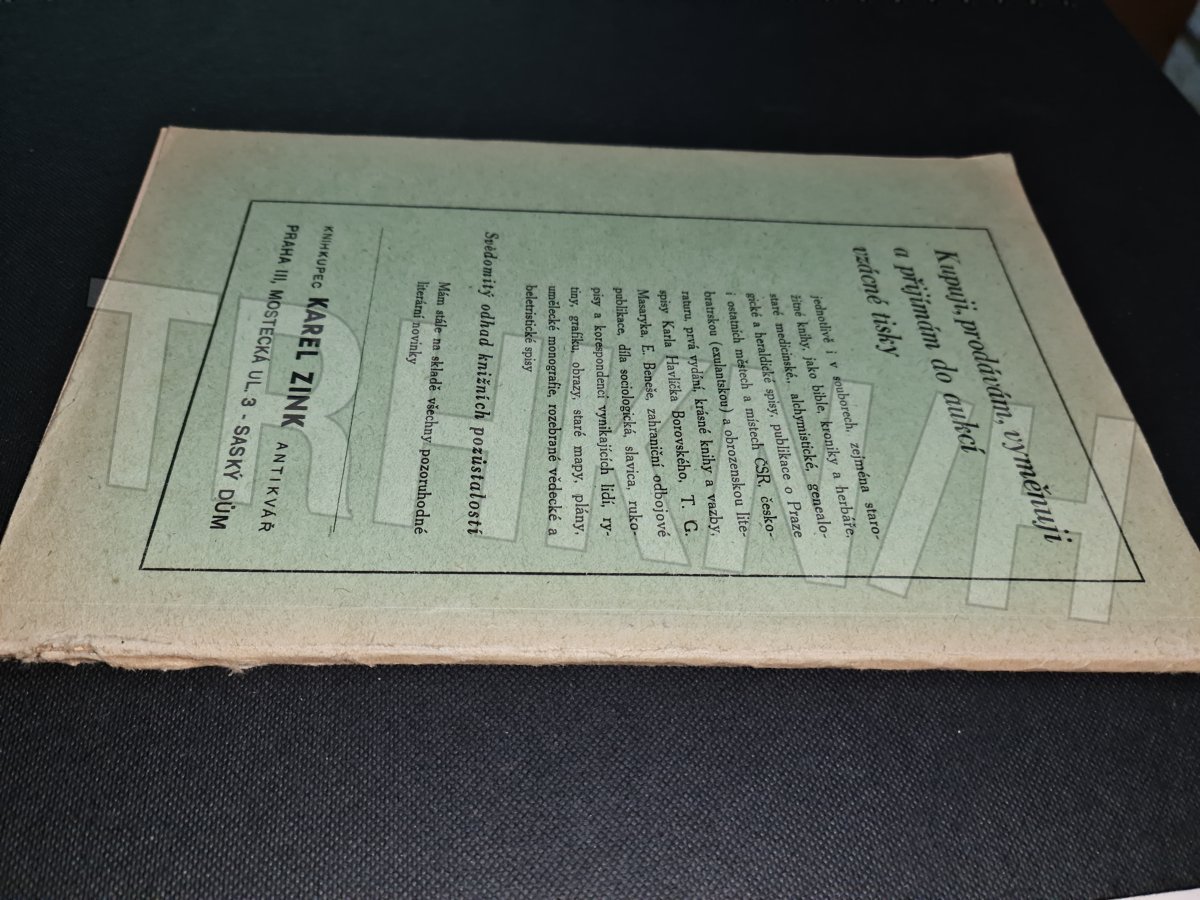 Kupuji, prodávám, vyměnuji
a přijímám do aukcí
vzácné tisky
jednotlivě i v souborech, zejména staro-
žitné knihy, jako bible, kroniky a herbáře,
staré medicinské, alchymistické, genealo-
gické a heraldické spisy, publikace o Praze
i ostatních městech a místech ČSR, česko-
bratrskou (exulantskou) a obrozenskou lite-
raturu, prvá vydání, krásné knihy a vazby,
spisy Karla Havlíčka Borovského, T. G.
Masaryka, E. Beneše, zahraniční odbojové
publikace, díla sociologická, slavica, ruko-
pisy a korespondenci vynikajících lidí, ry-
tiny, grafiku, obrazy, staré mapy, plány,
umělecké monografie, rozebrané vědecké a
beletristické spisy
Svědomitý odhad knižních pozůstalostí
Mám stále na skladě všechny pozoruhodné
literární novinky
KNIHKUPEC KAREL ZINK ANTIKVÁŘ
PRAHA III, MOSTECKÁ UL. 3 - SASKÝ DŮM